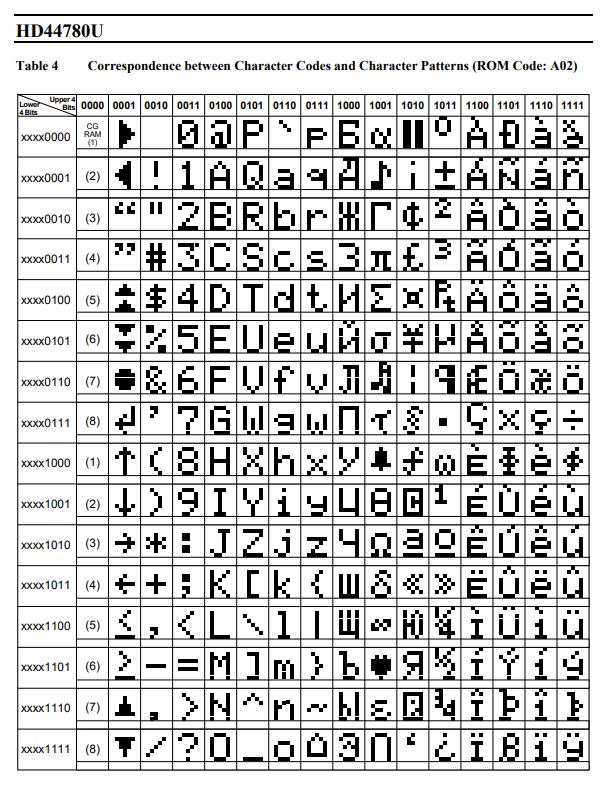 HD44780U
Table 4 Correspondence between Character Codes and Character Patterns (ROM Code: A02)
Lower 4 Bits Upper 4 Bits 0000 0001 0010 0011 0100 0101 0110 0111 1000 1001 1010 1011 1100 1101 1110 1111
xxxx0000 CG RAM (1) ► 0 @ P ` p Б α ▐▐ ° À Ð à ð
xxxx0001 (2) ◄ ! 1 A Q a q Д ♪ ¡ ± Á Ñ á ñ
xxxx0010 (3) “ " 2 B R b r Ж Γ ¢ ² Â Ò â ò
xxxx0011 (4) ” # 3 C S c s З π £ ³ Ã Ó ã ó
xxxx0100 (5) ⏫ $ 4 D T d t И Σ ¤ ₧ Ä Ô ä ô
xxxx0101 (6) ⏬ % 5 E U e u Й σ ¥ µ Å Õ å õ
xxxx0110 (7) ● & 6 F V f v Л ♬ ¦ ¶ Æ Ö æ ö
xxxx0111 (8) ↵ ' 7 G W g w П τ § · Ç × ç ÷
xxxx1000 (1) ↑ ( 8 H X h x У 🔔 ƒ ω È Φ è φ
xxxx1001 (2) ↓ ) 9 I Y i y Ц θ © ¹ É Ù é ù
xxxx1010 (3) → * : J Z j z Ч Ω ª º Ê Ú ê ú
xxxx1011 (4) ← + ; K [ k { Ш δ « » Ë Û ë û
xxxx1100 (5) ≤ , < L \ l | Щ ∞ Ю ¼ Ì Ü ì ü
xxxx1101 (6) ≥ - = M ] m } Ъ ♥ Я ½ Í Ý í ý
xxxx1110 (7) ▲ . > N ^ n ~ Ы ε ¾ Î Þ î þ
xxxx1111 (8) ▼ / ? O _ o ⌂ Э ∩ ‘ ¿ Ï ß ï ÿ